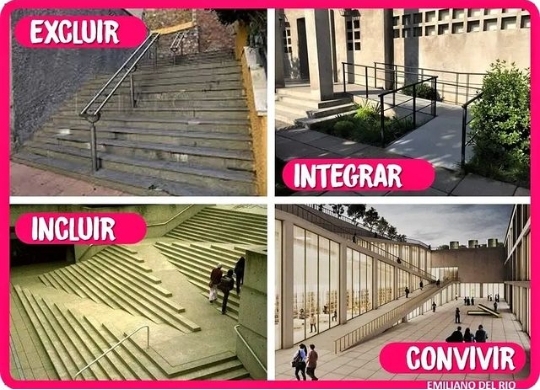 EXCLUIR
INTEGRAR
INCLUIR
CONVIVIR
EMILIANO DEL RIO